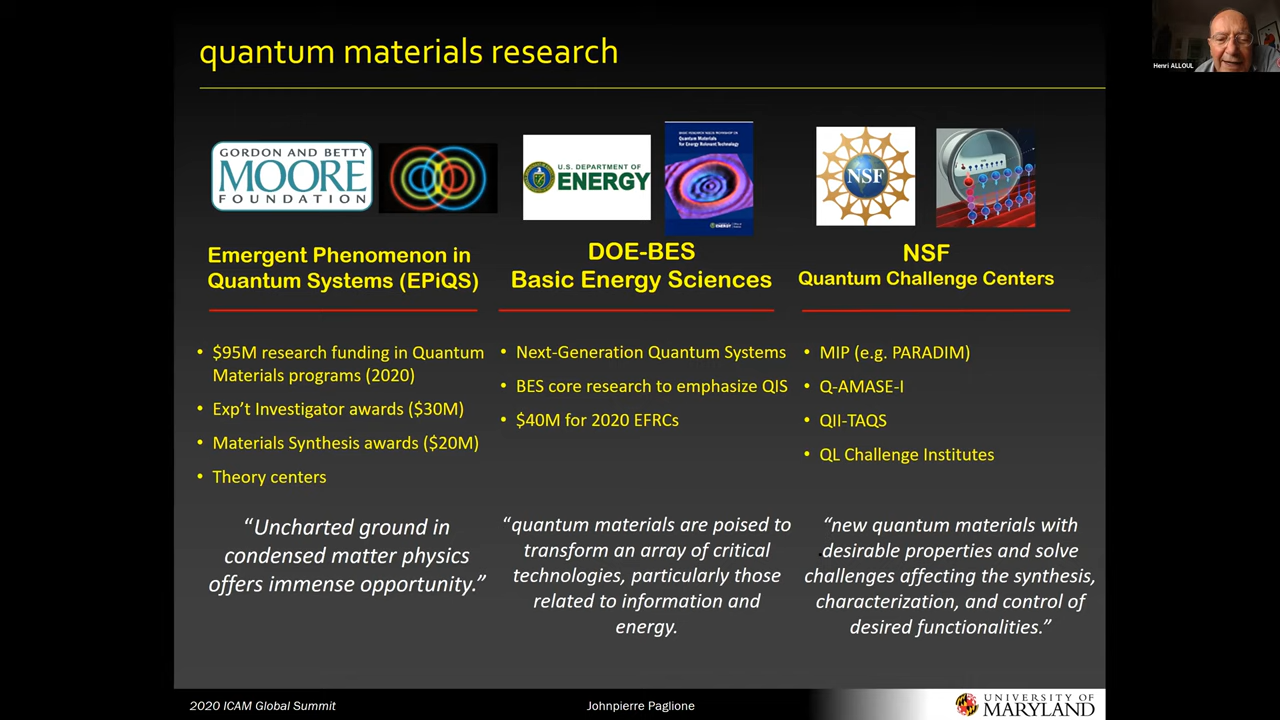 quantum materials research
Henri ALLOUL
GORDON AND BETTY
MOORE
FOUNDATION
U.S. DEPARTMENT OF
ENERGY
Quantum Materials
for Energy Relevant Technology
NSF
Emergent Phenomenon in
Quantum Systems (EPiQS)
• $95M research funding in Quantum
Materials programs (2020)
• Exp’t Investigator awards ($30M)
• Materials Synthesis awards ($20M)
• Theory centers
“Uncharted ground in
condensed matter physics
offers immense opportunity.”
DOE-BES
Basic Energy Sciences
• Next-Generation Quantum Systems
• BES core research to emphasize QIS
• $40M for 2020 EFRCs
“quantum materials are poised to
transform an array of critical
technologies, particularly those
related to information and
energy.
NSF
Quantum Challenge Centers
• MIP (e.g. PARADIM)
• Q-AMASE-I
• QII-TAQS
• QL Challenge Institutes
“new quantum materials with
desirable properties and solve
challenges affecting the synthesis,
characterization, and control of
desired functionalities.”
2020 ICAM Global Summit
Johnpierre Paglione
UNIVERSITY OF
MARYLAND